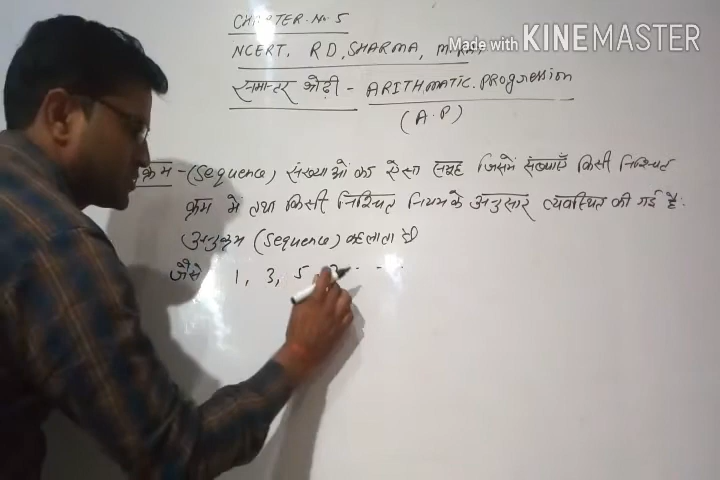 CHAPTER No 5
Made with KINEMASTER
NCERT, RD, SHARMA,
समान्तर श्रेढ़ी - ARITHMATIC. PROGRESSION
(A.P)
क्रम - (Sequence) संख्याओं का ऐसा समूह जिसमें संख्याएँ किसी निश्चित
क्रम में तथा किसी निश्चित नियम के अनुसार व्यवस्थित की गई है.
अनुक्रम (Sequence) कहलाता है
जैसे 1, 3, 5,